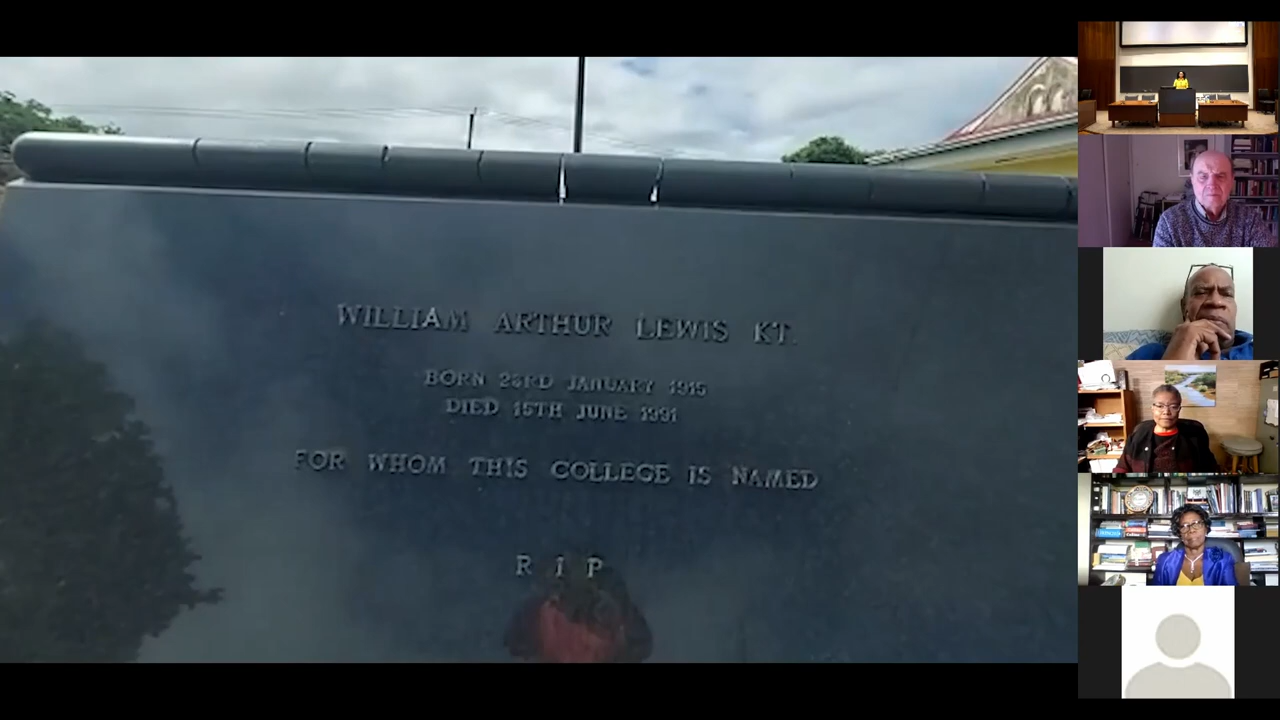 WILLIAM ARTHUR LEWIS KT.
BORN 23RD JANUARY 1915
DIED 15TH JUNE 1991
FOR WHOM THIS COLLEGE IS NAMED
R I P